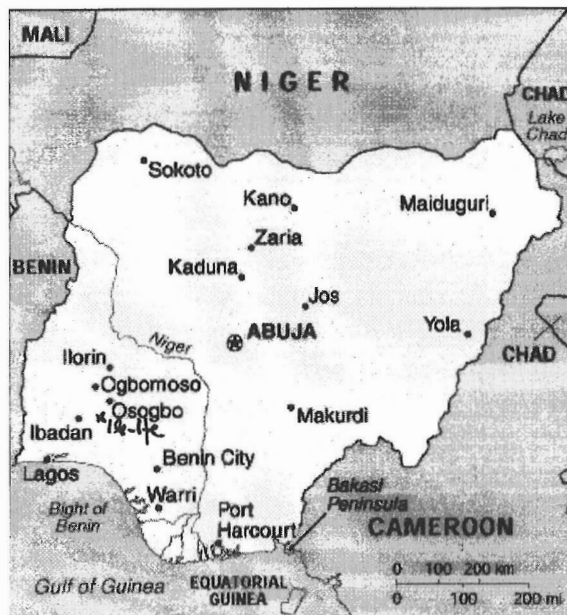 MALI
NIGER
CHAD
Lake
Chad
Sokoto
Kano
Maiduguri
Zaria
BENIN
Kaduna
Jos
ABUJA
Yola
CHAD
Niger
Ilorin
Ogbomoso
Osogbo
Ile-Ife
Makurdi
Ibadan
Benin City
Lagos
Bight of
Benin
Warri
Port
Harcourt
Bakasi
Peninsula
CAMEROON
Gulf of Guinea
EQUATORIAL
GUINEA
0 100 200 km
0 100 200 mi